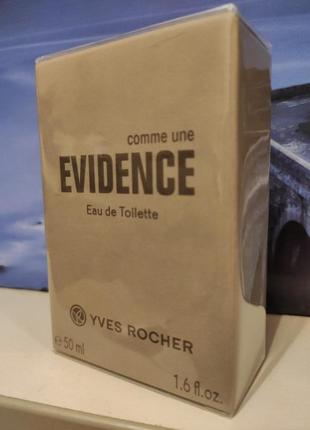 comme une
EVIDENCE
Eau de Toilette
YVES ROCHER
℮ 50 ml
1.6 fl.oz.